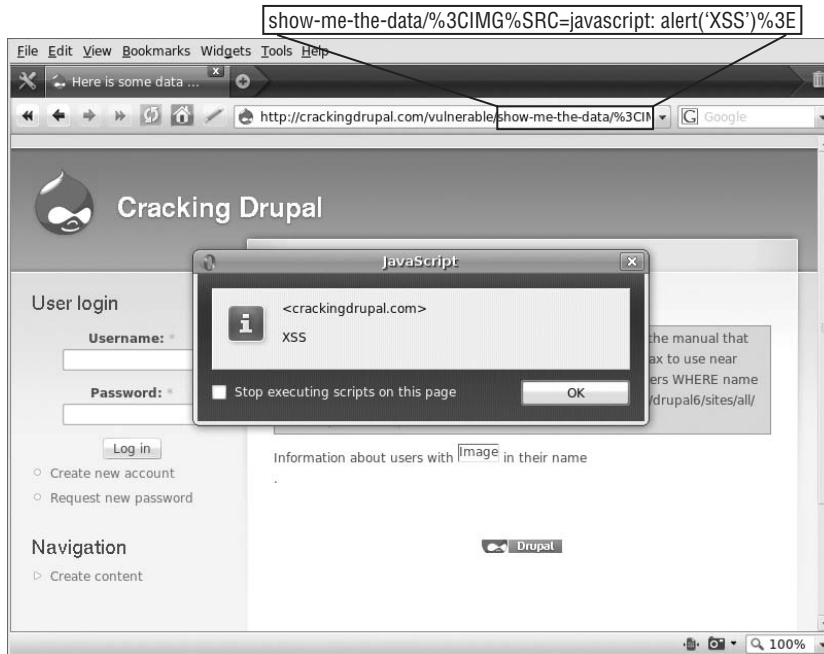 show-me-the-data/%3CIMG%SRC=javascript: alert(‘XSS’)%3E
File Edit View Bookmarks Widgets Tools Help
Here is some data ...
http://crackingdrupal.com/vulnerable/show-me-the-data/%3CIM
Google
Cracking Drupal
JavaScript
<crackingdrupal.com>
XSS
Stop executing scripts on this page
OK
User login
Username: *
Password: *
Log in
Create new account
Request new password
Navigation
Create content
the manual that
ax to use near
ers WHERE name
/drupal6/sites/all/
Information about users with Image in their name
.
Drupal
100%